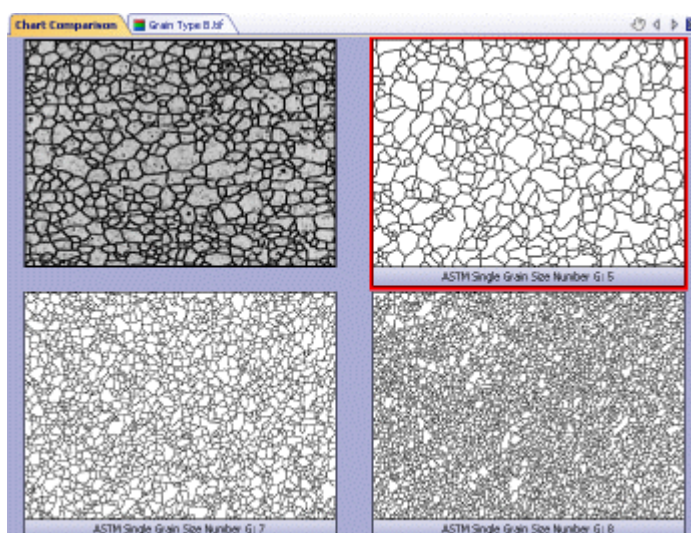 Chart Comparison
Grain Type B.tif
ASTM Single Grain Size Number G: 5
ASTM Single Grain Size Number G: 7
ASTM Single Grain Size Number G: 8